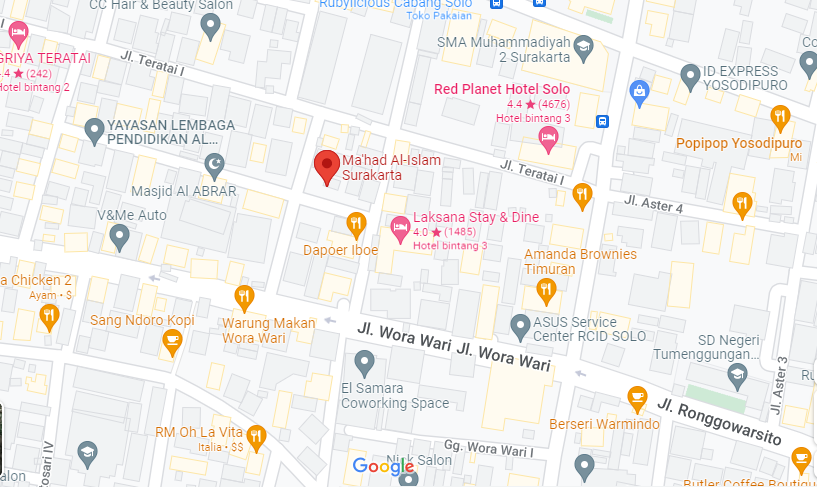 CC Hair & Beauty Salon
Rubylicious Cabang Solo
Toko Pakaian
GRIYA TERATAI
4.4 ★ (242)
Hotel bintang 2
Jl. Teratai I
SMA Muhammadiyah
2 Surakarta
ID EXPRESS
YOSODIPURO
Red Planet Hotel Solo
4.4 ★ (4676)
Hotel bintang 3
Popipop Yosodipuro
Mi
YAYASAN LEMBAGA
PENDIDIKAN AL...
Ma'had Al-Islam
Surakarta
Jl. Teratai I
Masjid Al ABRAR
Jl. Aster 4
V&Me Auto
Laksana Stay & Dine
4.0 ★ (1485)
Hotel bintang 3
Dapoer Iboe
Amanda Brownies
Timuran
a Chicken 2
Ayam • $
Sang Ndoro Kopi
Warung Makan
Wora Wari
Jl. Wora Wari
Jl. Wora Wari
ASUS Service
Center RCID SOLO
SD Negeri
Tumenggungan...
Jl. Aster 3
El Samara
Coworking Space
Berseri Warmindo
Jl. Ronggowarsito
RM Oh La Vita
Italia • $$
Gg. Wora Wari I
osari IV
Salon
Google
Butler Coffee Boutique